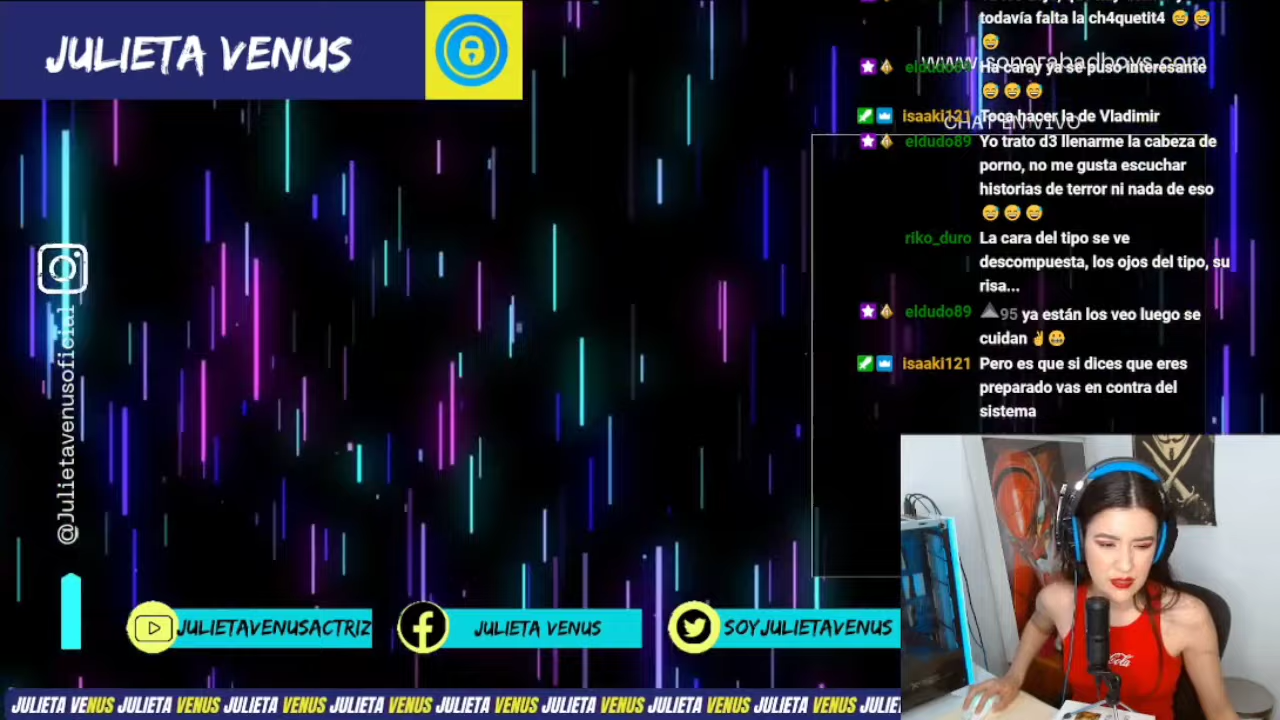 JULIETA VENUS
@Julietavenusoficial
JULIETAVENUSACTRIZ
JULIETA VENUS
SOYJULIETAVENUS
JULIETA VENUS JULIETA VENUS JULIETA VENUS JULIETA VENUS JULIETA VENUS JULIETA VENUS JULIETA VENUS JULIETA VENUS JULIE
todavía falta la ch4quetit4 😅 😅
😅
www.sonorabadboys.com
eldudo89 Ha caray ya se puso interesante
😅 😅 😅
isaaki121 Toca hacer la de Vladimir
CHAT EN VIVO
eldudo89 Yo trato d3 llenarme la cabeza de
porno, no me gusta escuchar
historias de terror ni nada de eso
😅 😅 😅
riko_duro La cara del tipo se ve
descompuesta, los ojos del tipo, su
risa...
eldudo89 95 ya están los veo luego se
cuidan ✌😬
isaaki121 Pero es que si dices que eres
preparado vas en contra del
sistema